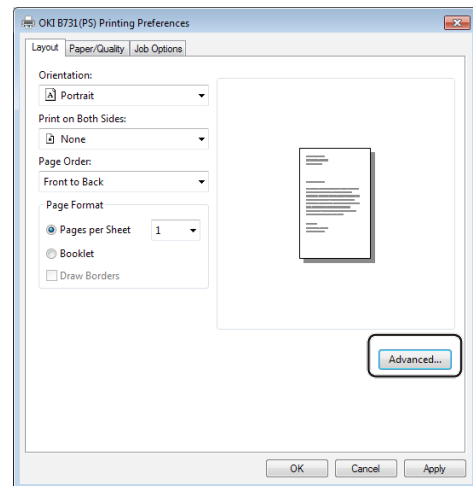 OKI B731(PS) Printing Preferences
Layout Paper/Quality Job Options
Orientation:
Portrait
Print on Both Sides:
None
Page Order:
Front to Back
Page Format
Pages per Sheet 1
Booklet
Draw Borders
Advanced...
OK Cancel Apply